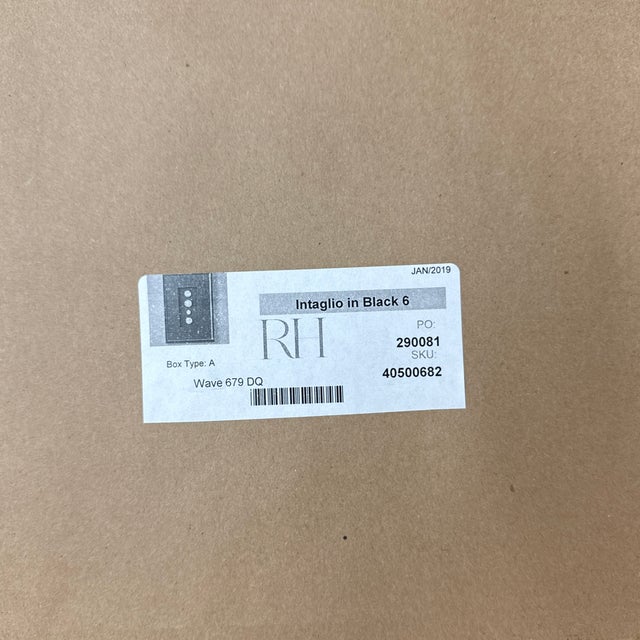 JAN/2019
Intaglio in Black 6
RH
PO:
290081
SKU:
40500682
Box Type: A
Wave 679 DQ